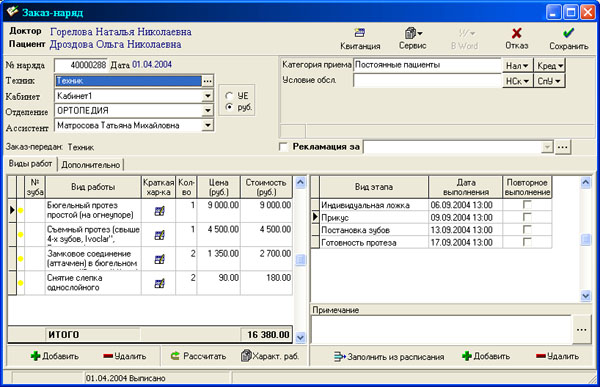 Заказ-наряд
Доктор Горелова Наталья Николаевна
Пациент Дроздова Ольга Николаевна
Квитанция Сервис В Word Отказ Сохранить
№ наряда 40000288 Дата 01.04.2004
Техник Техник ...
Кабинет Кабинет1
Отделение ОРТОПЕДИЯ
Ассистент Матросова Татьяна Михайловна
УЕ
руб.
Категория приема Постоянные пациенты
Условие обсл.
Нал Кред
НСк СпУ
Заказ-передан: Техник
Рекламация за ...
Виды работ Дополнительно
№ зуба Вид работы Краткая хар-ка Кол-во Цена (руб.) Стоимость (руб.)
Бюгельный протез простой (на огнеупоре) 1 9 000.00 9 000.00
Съемный протез (свыше 4-х зубов, Ivoclar", 1 4 500.00 4 500.00
Замковое соединение (аттачмен) в бюгельном 2 1 350.00 2 700.00
Снятие слепка однослойного 2 90.00 180.00
ИТОГО 16 380.00
Добавить Удалить Рассчитать Характ. раб.
Вид этапа Дата выполнения Повторное выполнение
Индивидуальная ложка 06.09.2004 13:00
Прикус 09.09.2004 13:00
Постановка зубов 13.09.2004 13:00
Готовность протеза 17.09.2004 13:00
Примечание
...
Заполнить из расписания Добавить Удалить
01.04.2004 Выписано